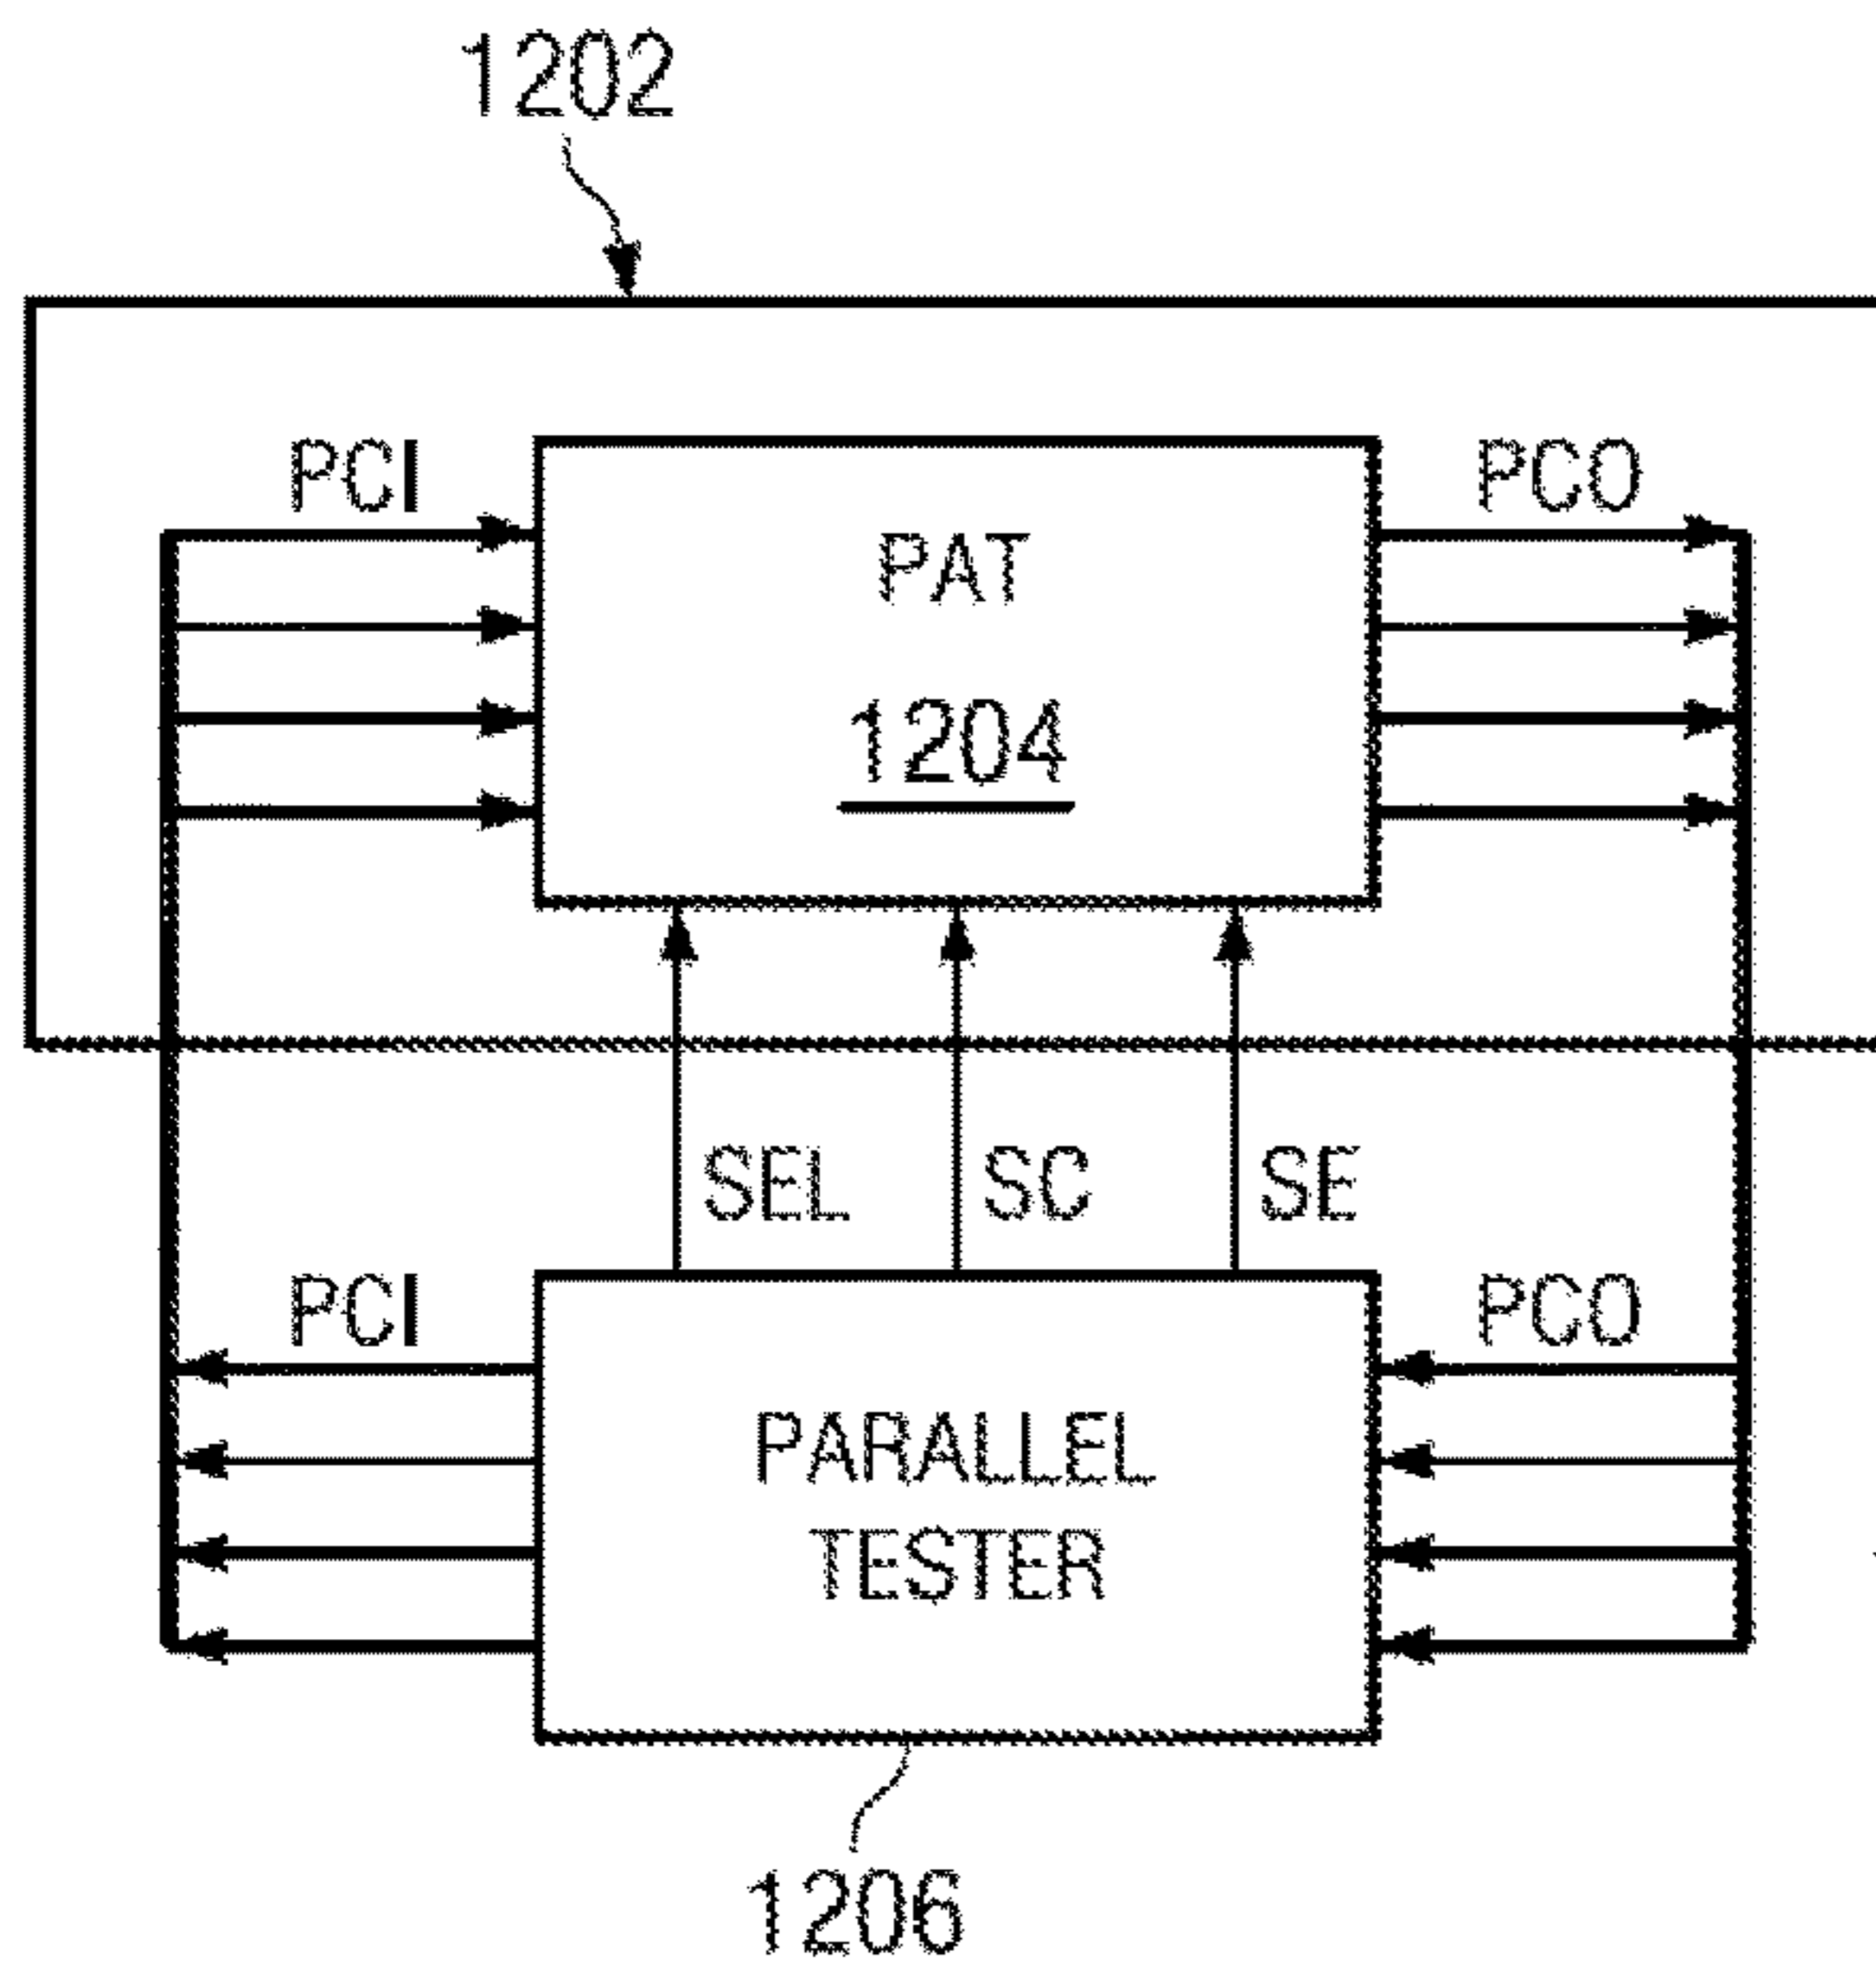 1202
PCI
PCO
PAT
1204
SEL
SC
SE
PCI
PCO
PARALLEL
TESTER
1206